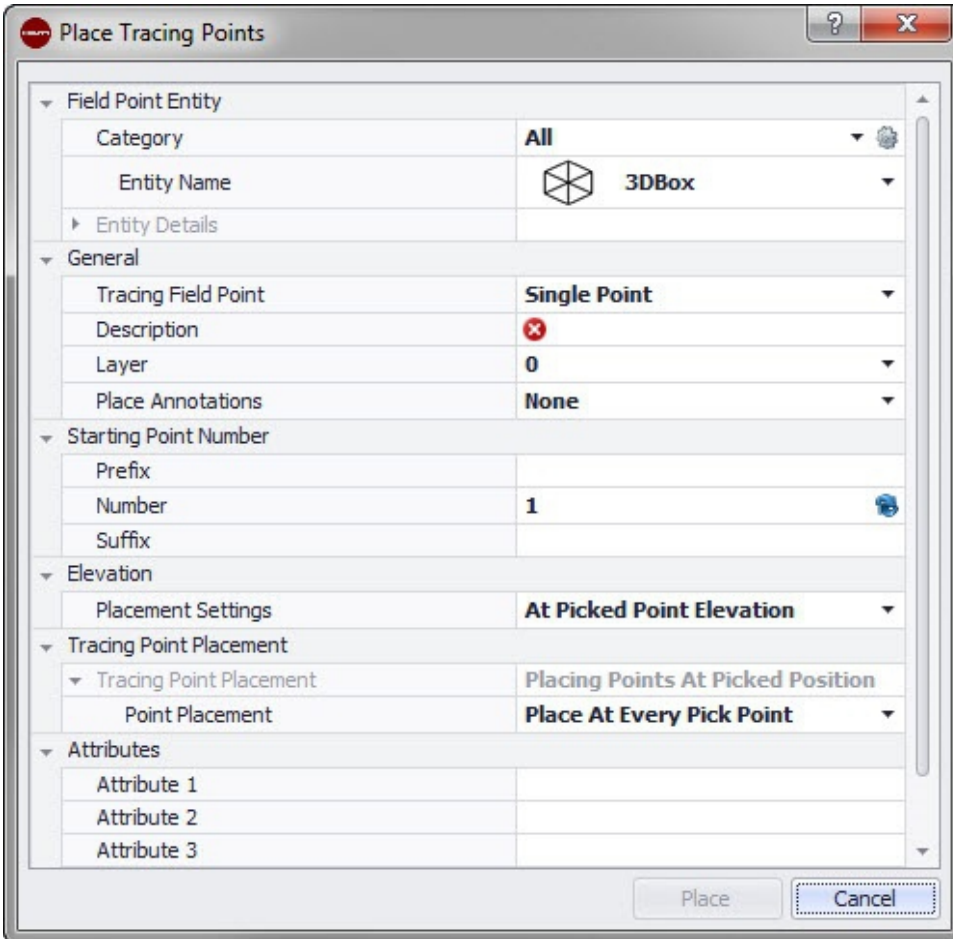 Place Tracing Points
Field Point Entity
Category All
Entity Name 3DBox
Entity Details
General
Tracing Field Point Single Point
Description
Layer 0
Place Annotations None
Starting Point Number
Prefix
Number 1
Suffix
Elevation
Placement Settings At Picked Point Elevation
Tracing Point Placement
Tracing Point Placement Placing Points At Picked Position
Point Placement Place At Every Pick Point
Attributes
Attribute 1
Attribute 2
Attribute 3
Place Cancel